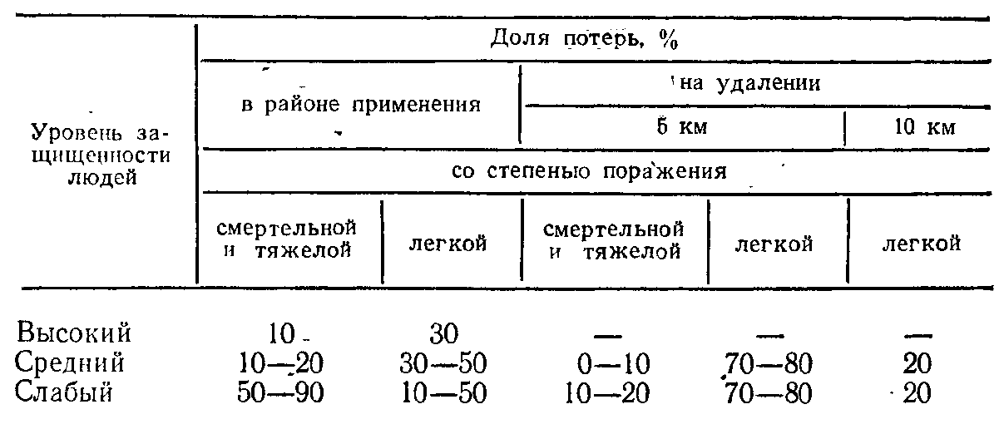 Доля потерь, %
в районе применения
на удалении
5 км
10 км
Уровень за-
щищенности
людей
со степенью поражения
смертельной
и тяжелой
легкой
смертельной
и тяжелой
легкой
легкой
Высокий 10 30 — — —
Средний 10—20 30—50 0—10 70—80 20
Слабый 50—90 10—50 10—20 70—80 20